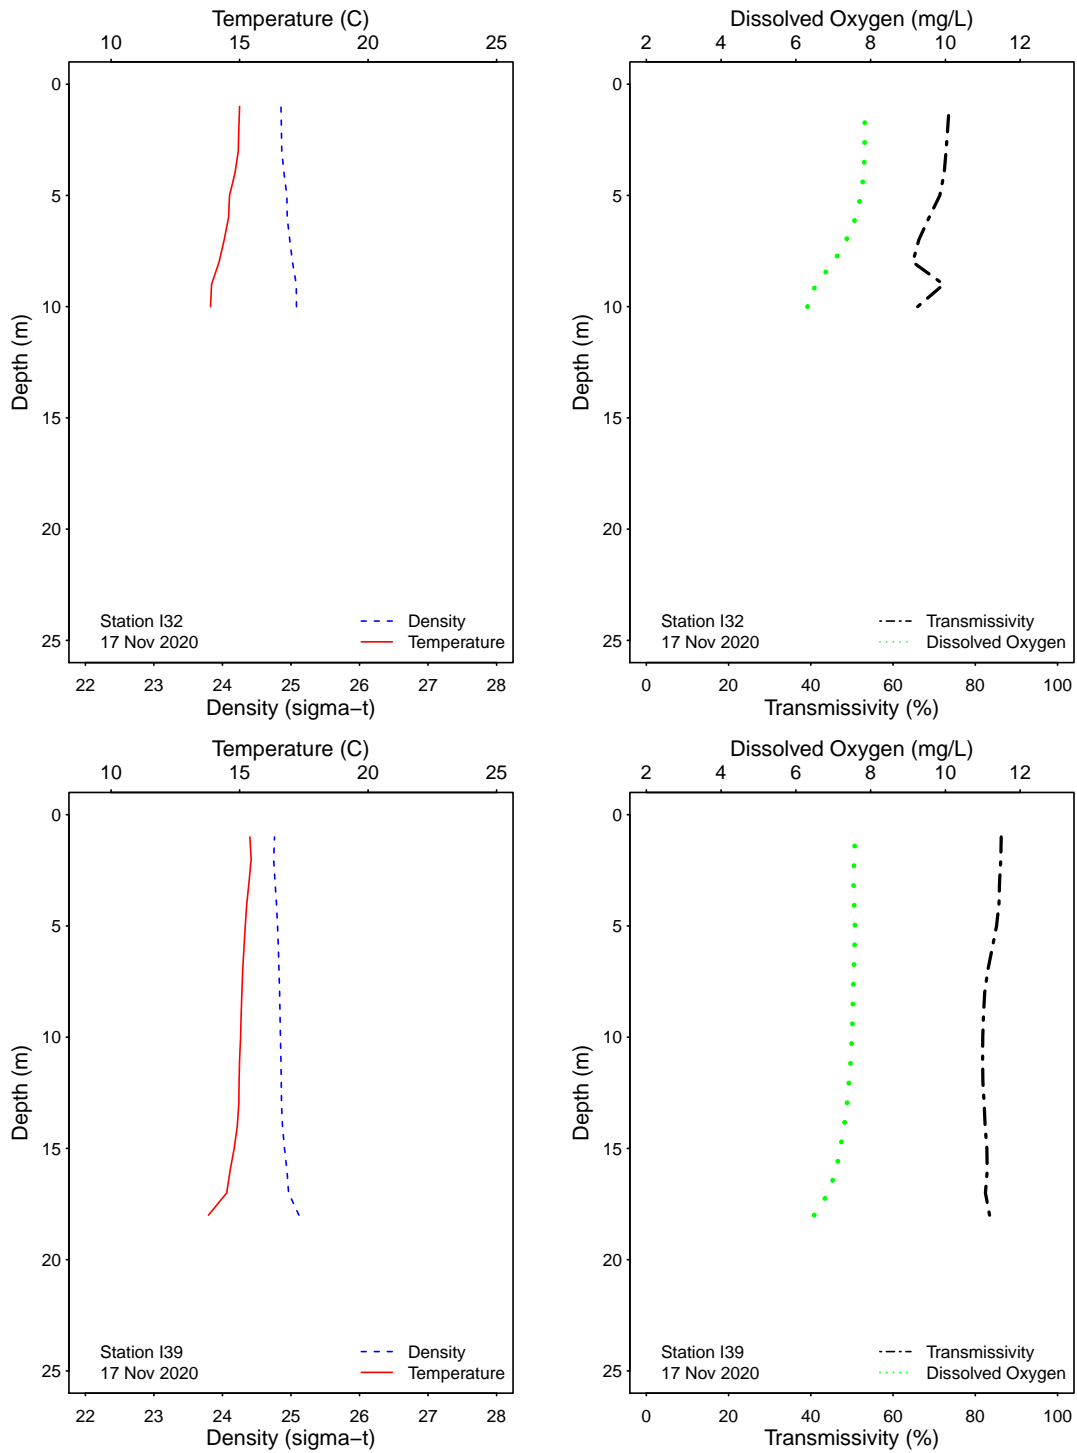 Temperature (C)
10 15 20 25
0
5
10
15
20
25
Depth (m)
Station I32
17 Nov 2020
Density
Temperature
22 23 24 25 26 27 28
Density (sigma−t)
Dissolved Oxygen (mg/L)
2 4 6 8 10 12
0
5
10
15
20
25
Depth (m)
Station I32
17 Nov 2020
Transmissivity
Dissolved Oxygen
0 20 40 60 80 100
Transmissivity (%)
Temperature (C)
10 15 20 25
0
5
10
15
20
25
Depth (m)
Station I39
17 Nov 2020
Density
Temperature
22 23 24 25 26 27 28
Density (sigma−t)
Dissolved Oxygen (mg/L)
2 4 6 8 10 12
0
5
10
15
20
25
Depth (m)
Station I39
17 Nov 2020
Transmissivity
Dissolved Oxygen
0 20 40 60 80 100
Transmissivity (%)